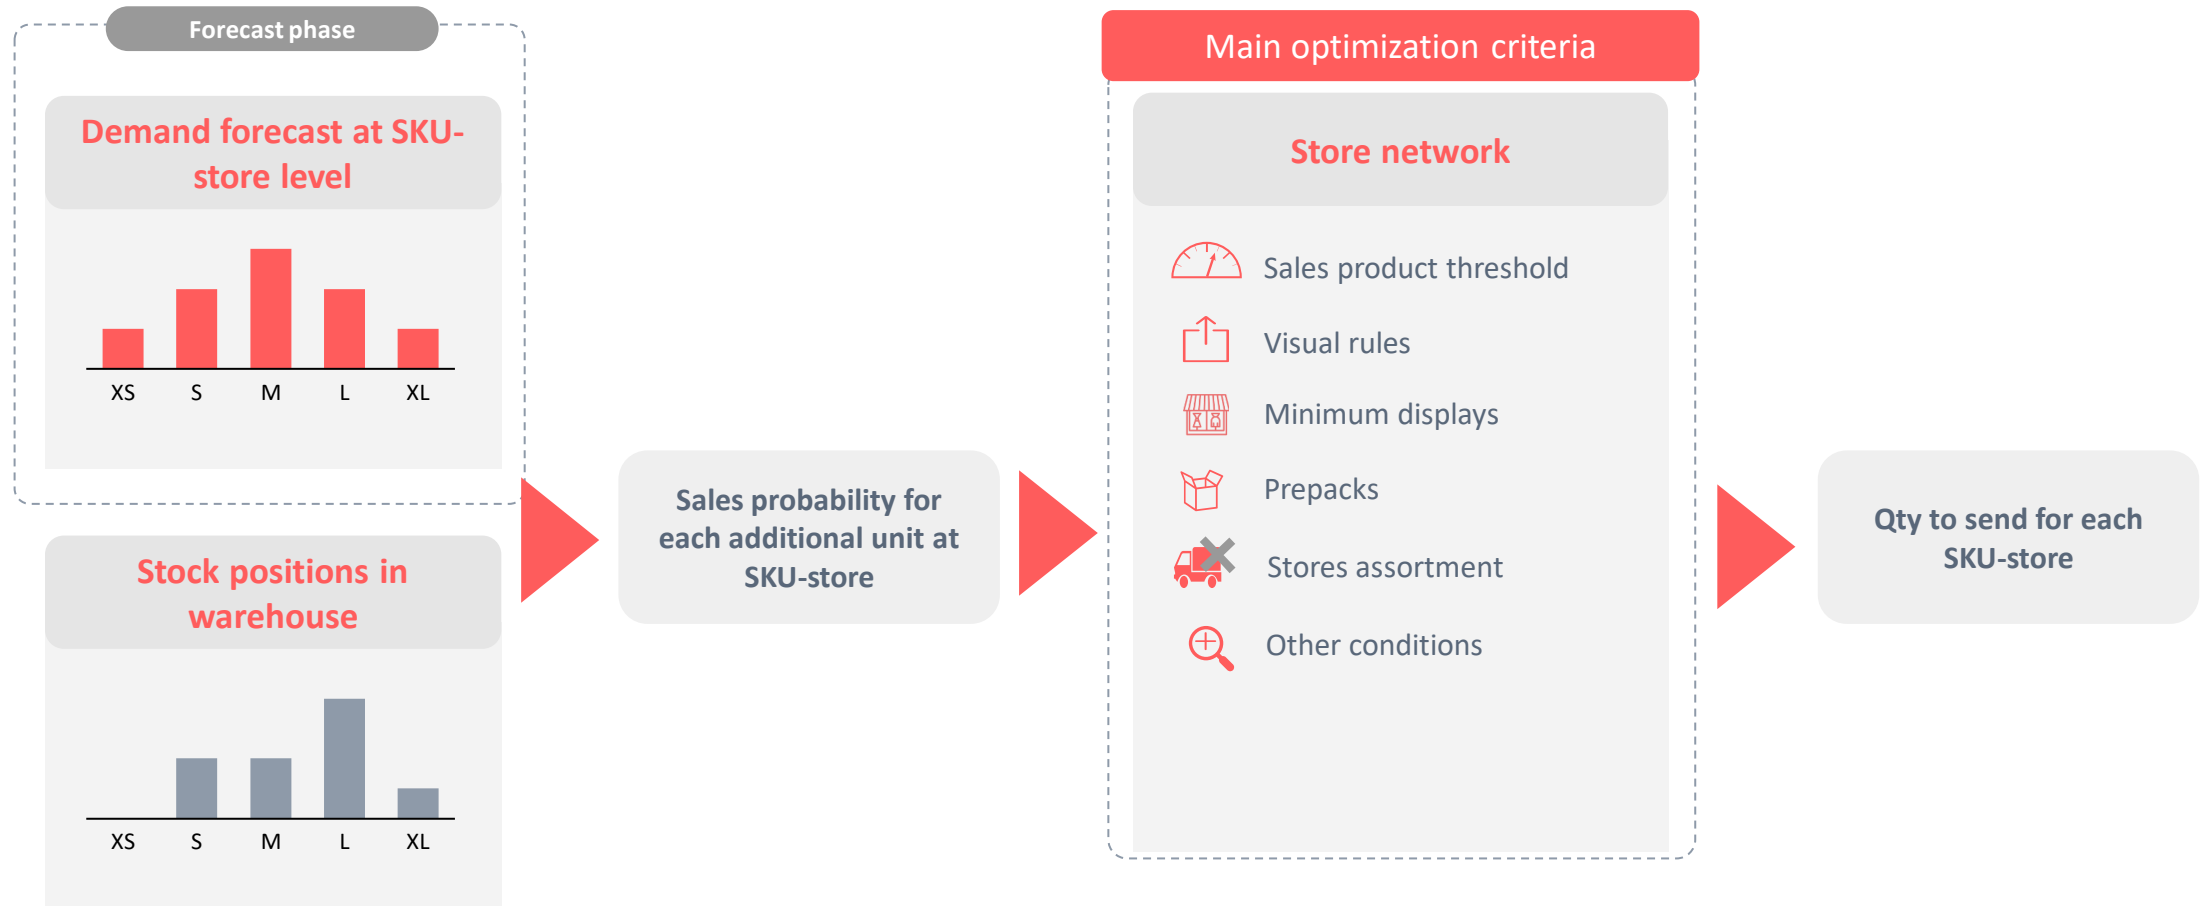 Forecast phase
Demand forecast at SKU-
store level
XS S M L XL
Stock positions in
warehouse
XS S M L XL
Sales probability for
each additional unit at
SKU-store
Main optimization criteria
Store network
Sales product threshold
Visual rules
Minimum displays
Prepacks
Stores assortment
Other conditions
Qty to send for each
SKU-store